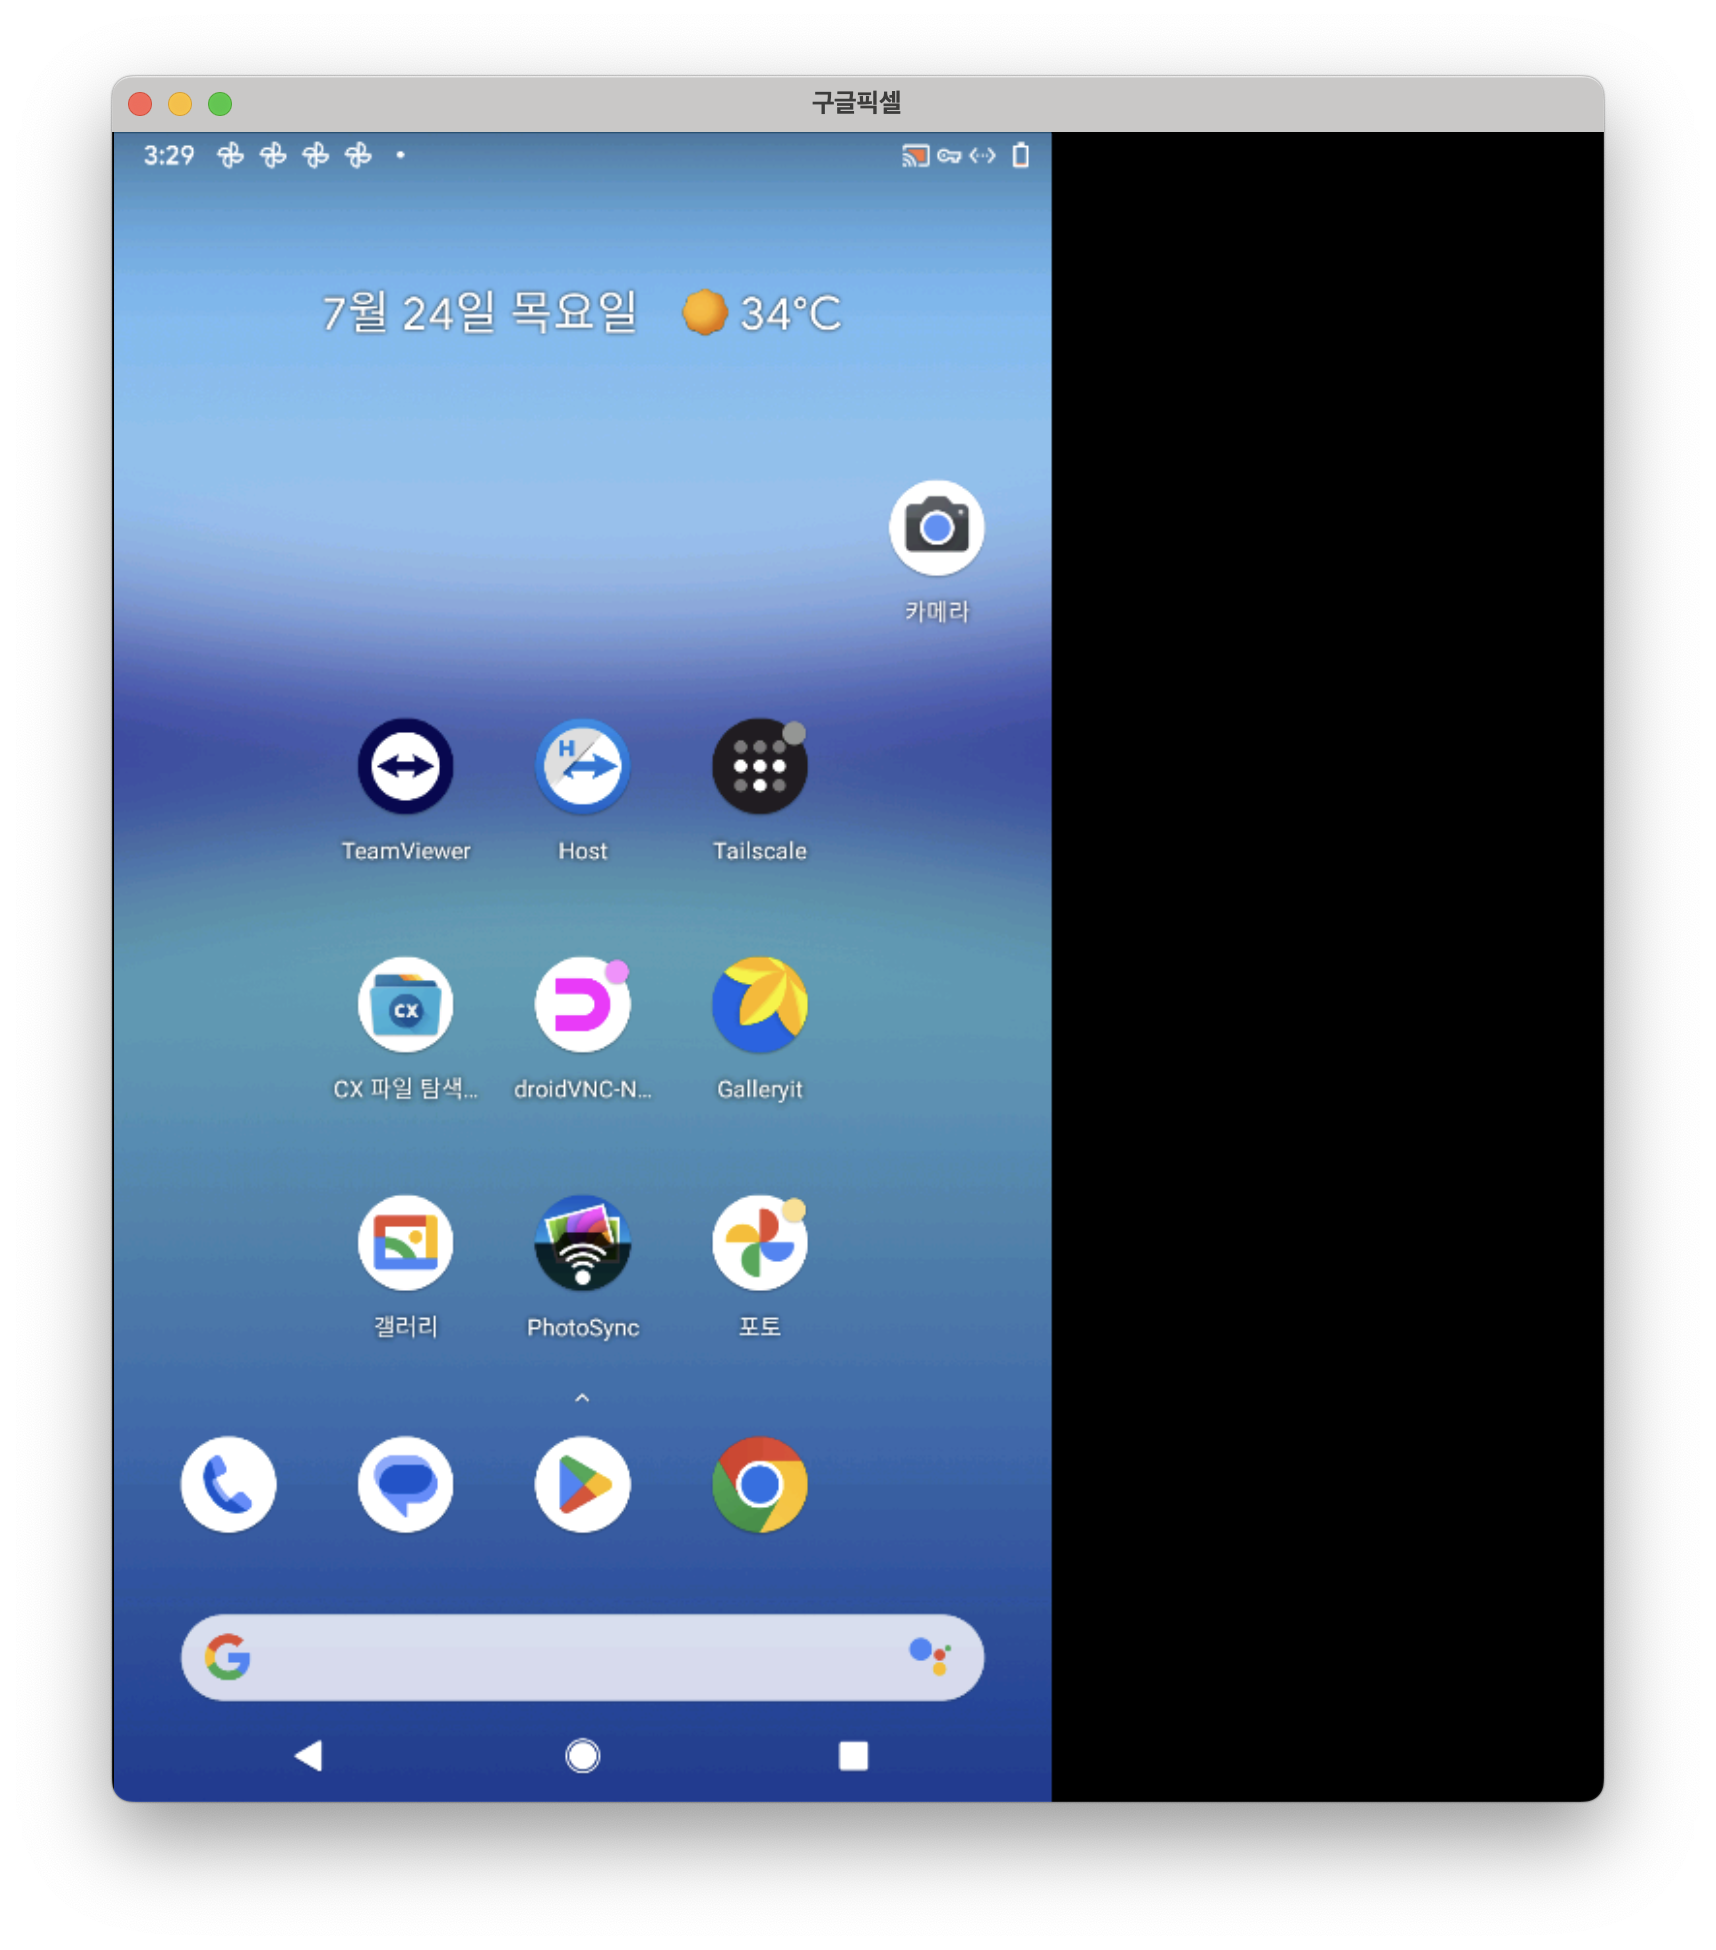 구글픽셀
3:29
7월 24일 목요일 34°C
카메라
TeamViewer Host Tailscale
CX 파일 탐색... droidVNC-N... Galleryit
갤러리 PhotoSync 포토